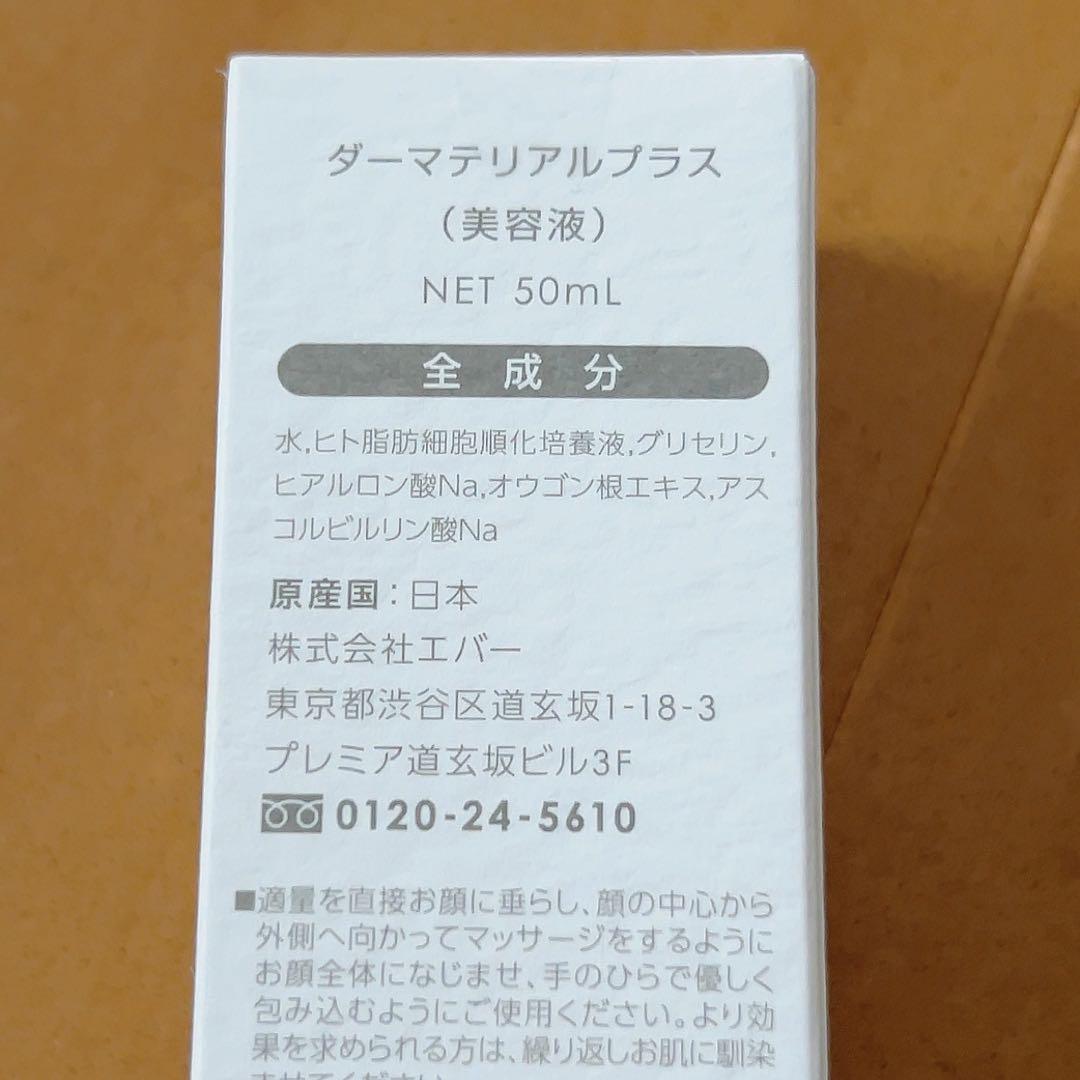 ダーマテリアルプラス
（美容液）
NET 50mL
全成分
水,ヒト脂肪細胞順化培養液,グリセリン,
ヒアルロン酸Na,オウゴン根エキス,アス
コルビルリン酸Na
原産国：日本
株式会社エバー
東京都渋谷区道玄坂1-18-3
プレミア道玄坂ビル3F
0120-24-5610
■適量を直接お顔に垂らし、顔の中心から
外側へ向かってマッサージをするように
お顔全体になじませ、手のひらで優しく
包み込むようにご使用ください。より効
果を求められる方は、繰り返しお肌に馴染
ませてください。